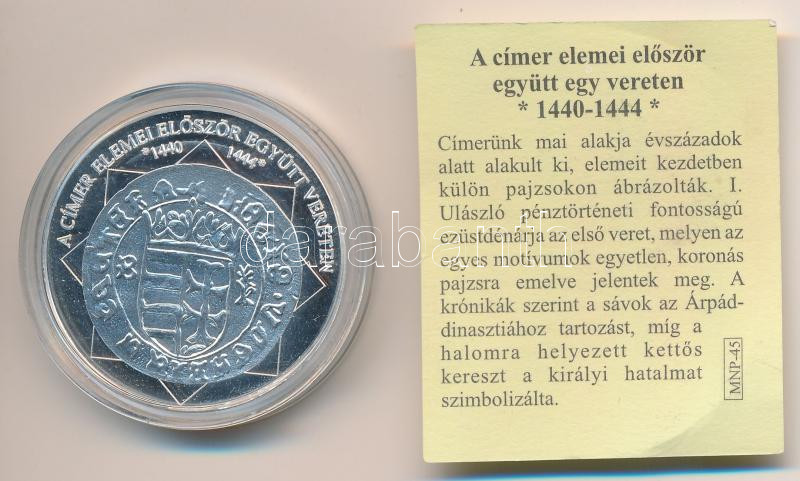 A CÍMER ELEMEI ELŐSZÖR EGYÜTT VERETEN
*1440 1444*
A címer elemei először
együtt egy vereten
* 1440-1444 *
Címerünk mai alakja évszázadok
alatt alakult ki, elemeit kezdetben
külön pajzsokon ábrázolták. I.
Ulászló pénztörténeti fontosságú
ezüstdénárja az első veret, melyen az
egyes motívumok egyetlen, koronás
pajzsra emelve jelentek meg. A
krónikák szerint a sávok az Árpád-
dinasztiához tartozást, míg a
halomra helyezett kettős
kereszt a királyi hatalmat
szimbolizálta.
MNP-45
darabanth.com